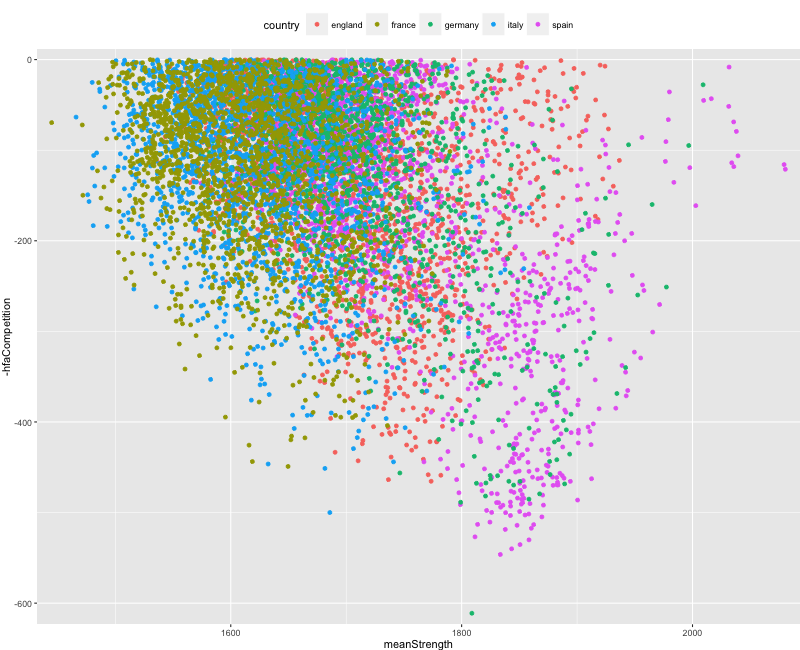 country england france germany italy spain
0
-200
-400
-600
-hfaCompetition
1600 1800 2000
meanStrength